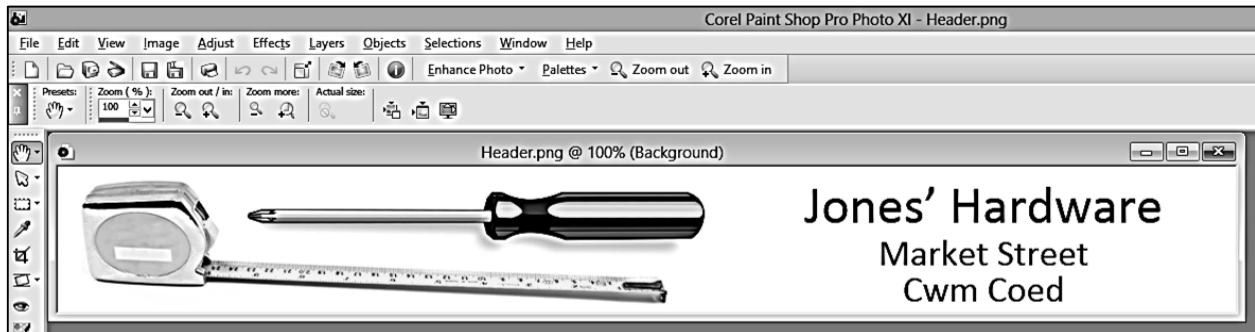 Corel Paint Shop Pro Photo XI - Header.png
File Edit View Image Adjust Effects Layers Objects Selections Window Help
Enhance Photo Palettes Zoom out Zoom in
Presets: Zoom ( % ): Zoom out / in: Zoom more: Actual size:
100
Header.png @ 100% (Background)
Jones’ Hardware
Market Street
Cwm Coed